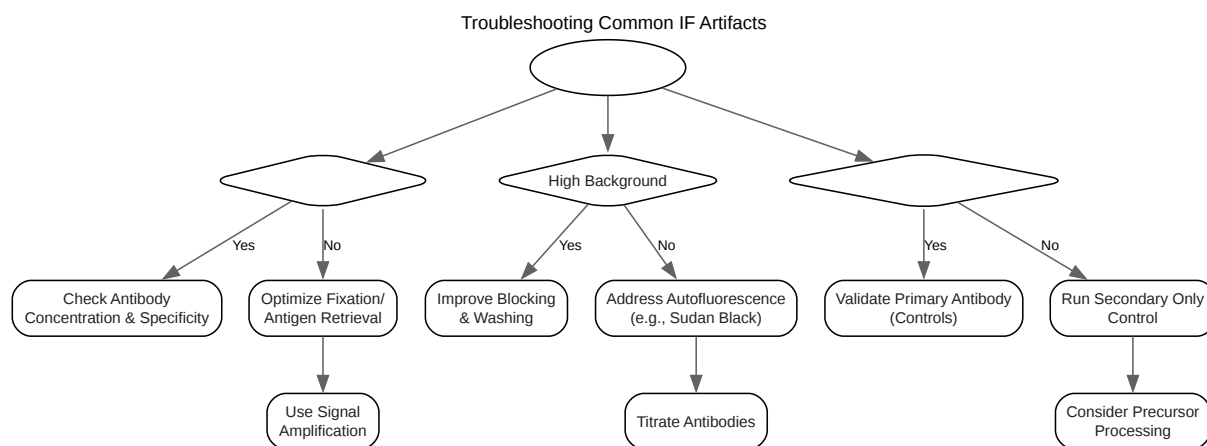 Troubleshooting Common IF Artifacts
High Background
Yes
No
Yes
No
Yes
No
Check Antibody
Concentration & Specificity
Optimize Fixation/
Antigen Retrieval
Improve Blocking
& Washing
Address Autofluorescence
(e.g., Sudan Black)
Validate Primary Antibody
(Controls)
Run Secondary Only
Control
Use Signal
Amplification
Titrate Antibodies
Consider Precursor
Processing